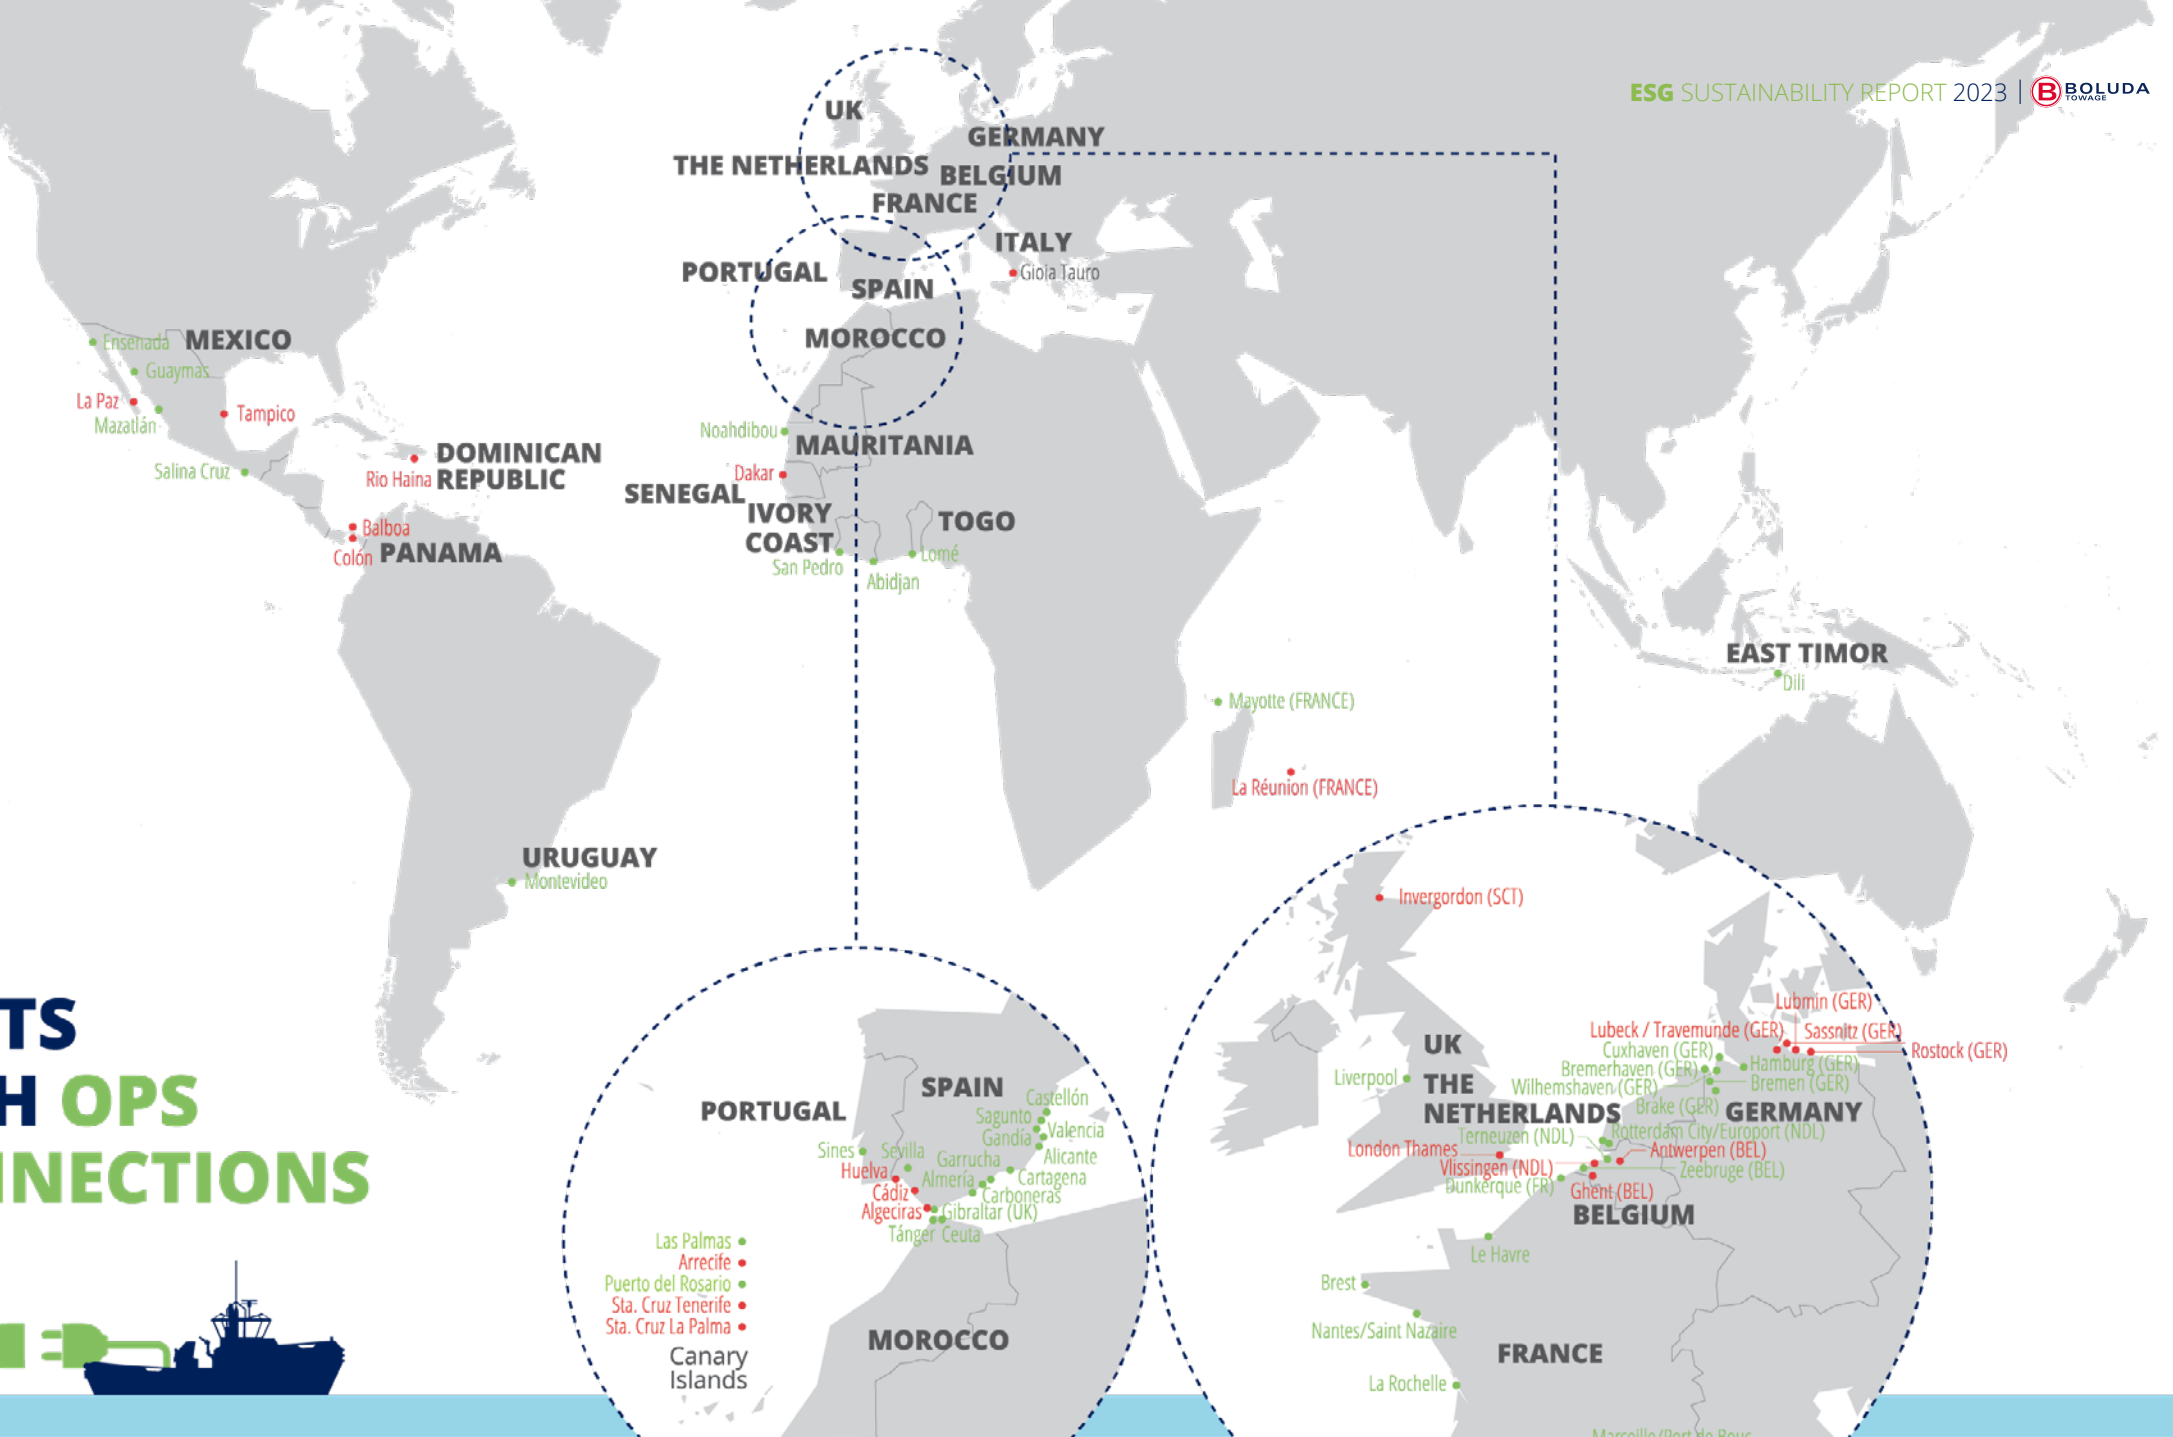 ESG SUSTAINABILITY REPORT 2023 | B BOLUDA
TOWAGE
UK
GERMANY
THE NETHERLANDS
BELGIUM
FRANCE
ITALY
Gioia Tauro
PORTUGAL
SPAIN
MOROCCO
Ensenada
MEXICO
Guaymas
La Paz
Mazatlán
Tampico
Salina Cruz
DOMINICAN
REPUBLIC
Rio Haina
Balboa
Colón
PANAMA
Noahdibou
MAURITANIA
Dakar
SENEGAL
IVORY
COAST
TOGO
San Pedro
Abidjan
Lomé
EAST TIMOR
Dili
Mayotte (FRANCE)
La Réunion (FRANCE)
URUGUAY
Montevideo
TS
H OPS
NNECTIONS
PORTUGAL
SPAIN
Castellón
Sagunto
Valencia
Gandía
Alicante
Sines
Sevilla
Garrucha
Huelva
Almería
Cartagena
Cádiz
Carboneras
Algeciras
Gibraltar (UK)
Tánger
Ceuta
Las Palmas
Arrecife
Puerto del Rosario
Sta. Cruz Tenerife
Sta. Cruz La Palma
Canary
Islands
MOROCCO
Invergordon (SCT)
Lubmin (GER)
Lubeck / Travemunde (GER)
Sassnitz (GER)
Rostock (GER)
UK
Cuxhaven (GER)
Hamburg (GER)
Bremerhaven (GER)
Liverpool
THE
NETHERLANDS
Wilhemshaven (GER)
Bremen (GER)
Brake (GER)
GERMANY
Terneuzen (NDL)
Rotterdam City/Europort (NDL)
London Thames
Antwerpen (BEL)
Vlissingen (NDL)
Zeebruge (BEL)
Dunkerque (FR)
Ghent (BEL)
BELGIUM
Le Havre
Brest
Nantes/Saint Nazaire
FRANCE
La Rochelle
Marseille/Port de Bouc